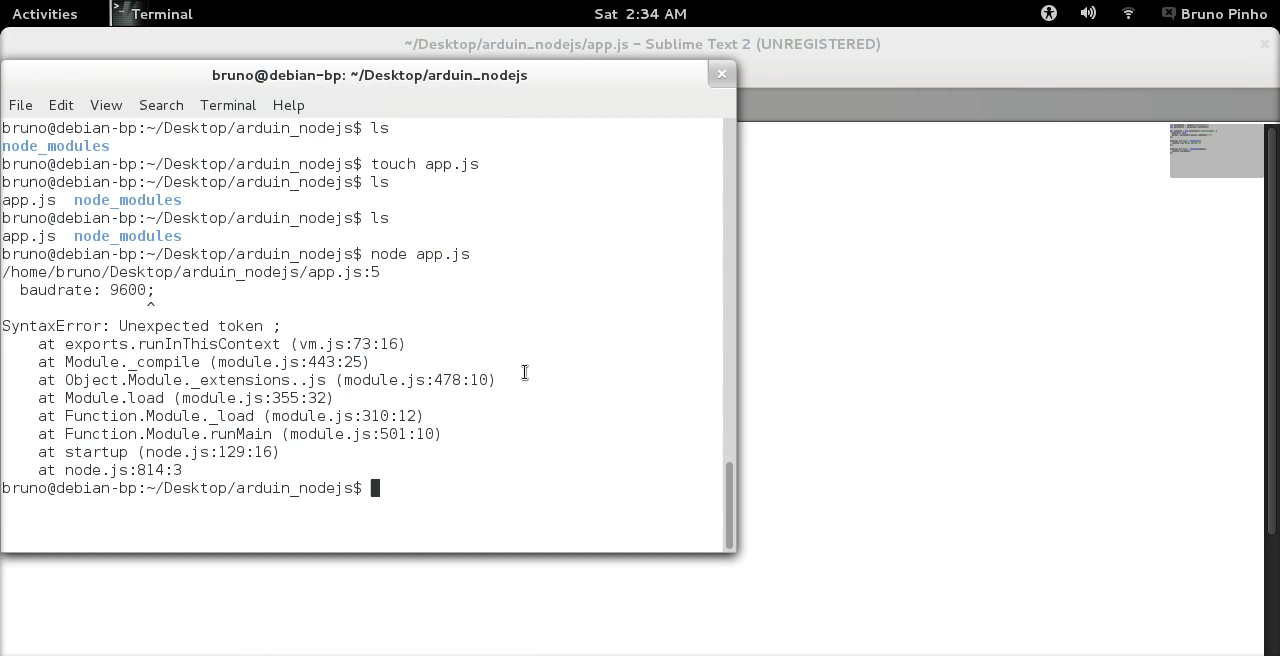 Activities
Terminal
Sat 2:34 AM
Bruno Pinho
~/Desktop/arduin_nodejs/app.js – Sublime Text 2 (UNREGISTERED)
bruno@debian-bp: ~/Desktop/arduin_nodejs
File Edit View Search Terminal Help
bruno@debian-bp:~/Desktop/arduin_nodejs$ ls
node_modules
bruno@debian-bp:~/Desktop/arduin_nodejs$ touch app.js
bruno@debian-bp:~/Desktop/arduin_nodejs$ ls
app.js  node_modules
bruno@debian-bp:~/Desktop/arduin_nodejs$ ls
app.js  node_modules
bruno@debian-bp:~/Desktop/arduin_nodejs$ node app.js
/home/bruno/Desktop/arduin_nodejs/app.js:5
  baudrate: 9600;
                ^
SyntaxError: Unexpected token ;
    at exports.runInThisContext (vm.js:73:16)
    at Module._compile (module.js:443:25)
    at Object.Module._extensions..js (module.js:478:10)
    at Module.load (module.js:355:32)
    at Function.Module._load (module.js:310:12)
    at Function.Module.runMain (module.js:501:10)
    at startup (node.js:129:16)
    at node.js:814:3
bruno@debian-bp:~/Desktop/arduin_nodejs$